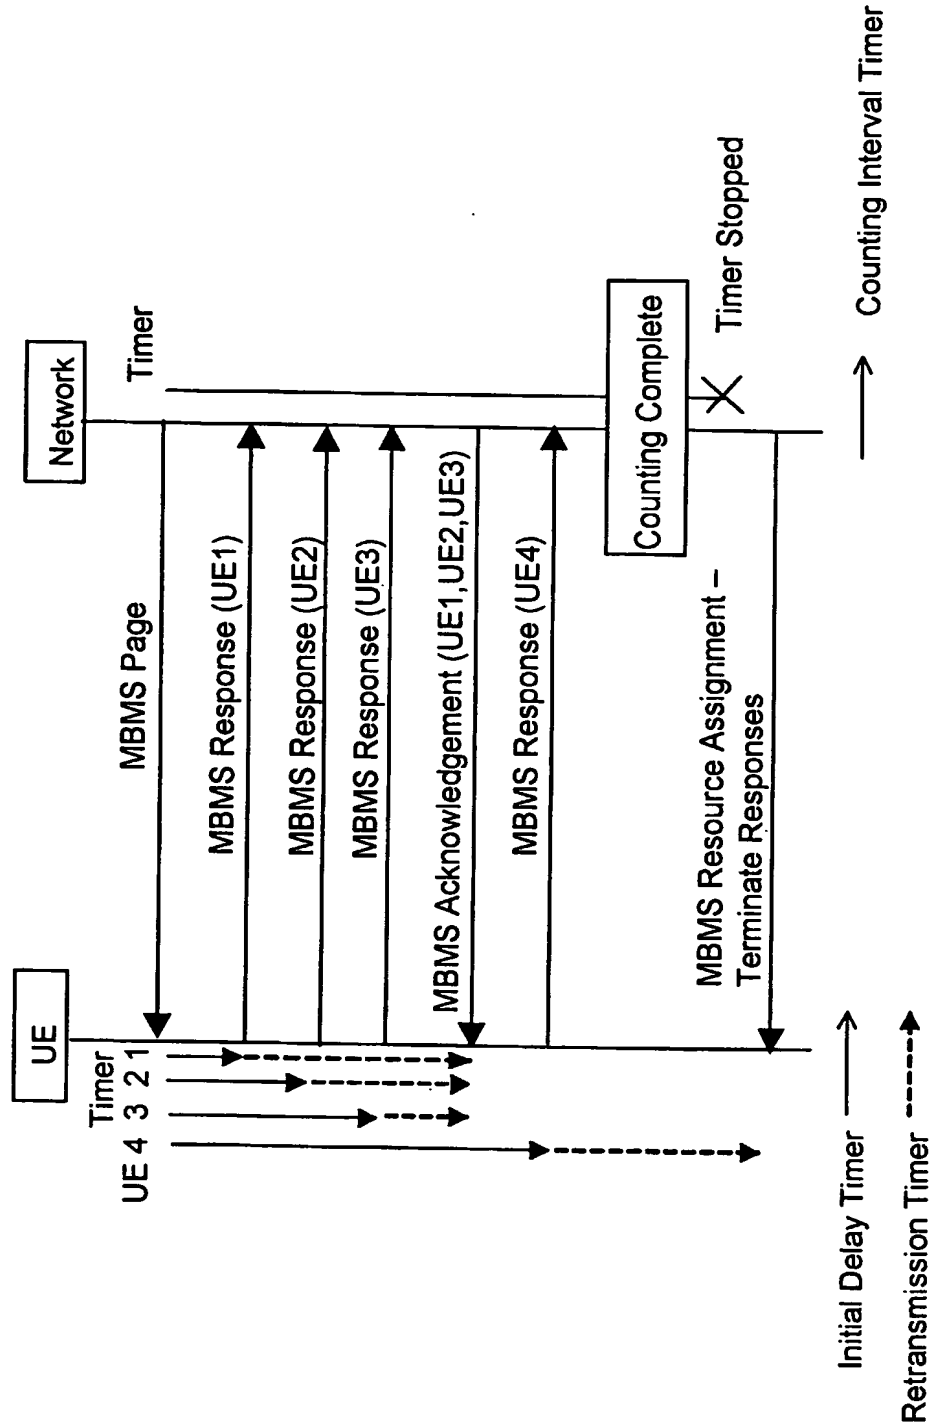 UE
Network
Timer
UE 4 3 2 1
Timer
MBMS Page
MBMS Response (UE1)
MBMS Response (UE2)
MBMS Response (UE3)
MBMS Acknowledgement (UE1,UE2,UE3)
MBMS Response (UE4)
Counting Complete
Timer Stopped
MBMS Resource Assignment –
Terminate Responses
Initial Delay Timer
Counting Interval Timer
Retransmission Timer